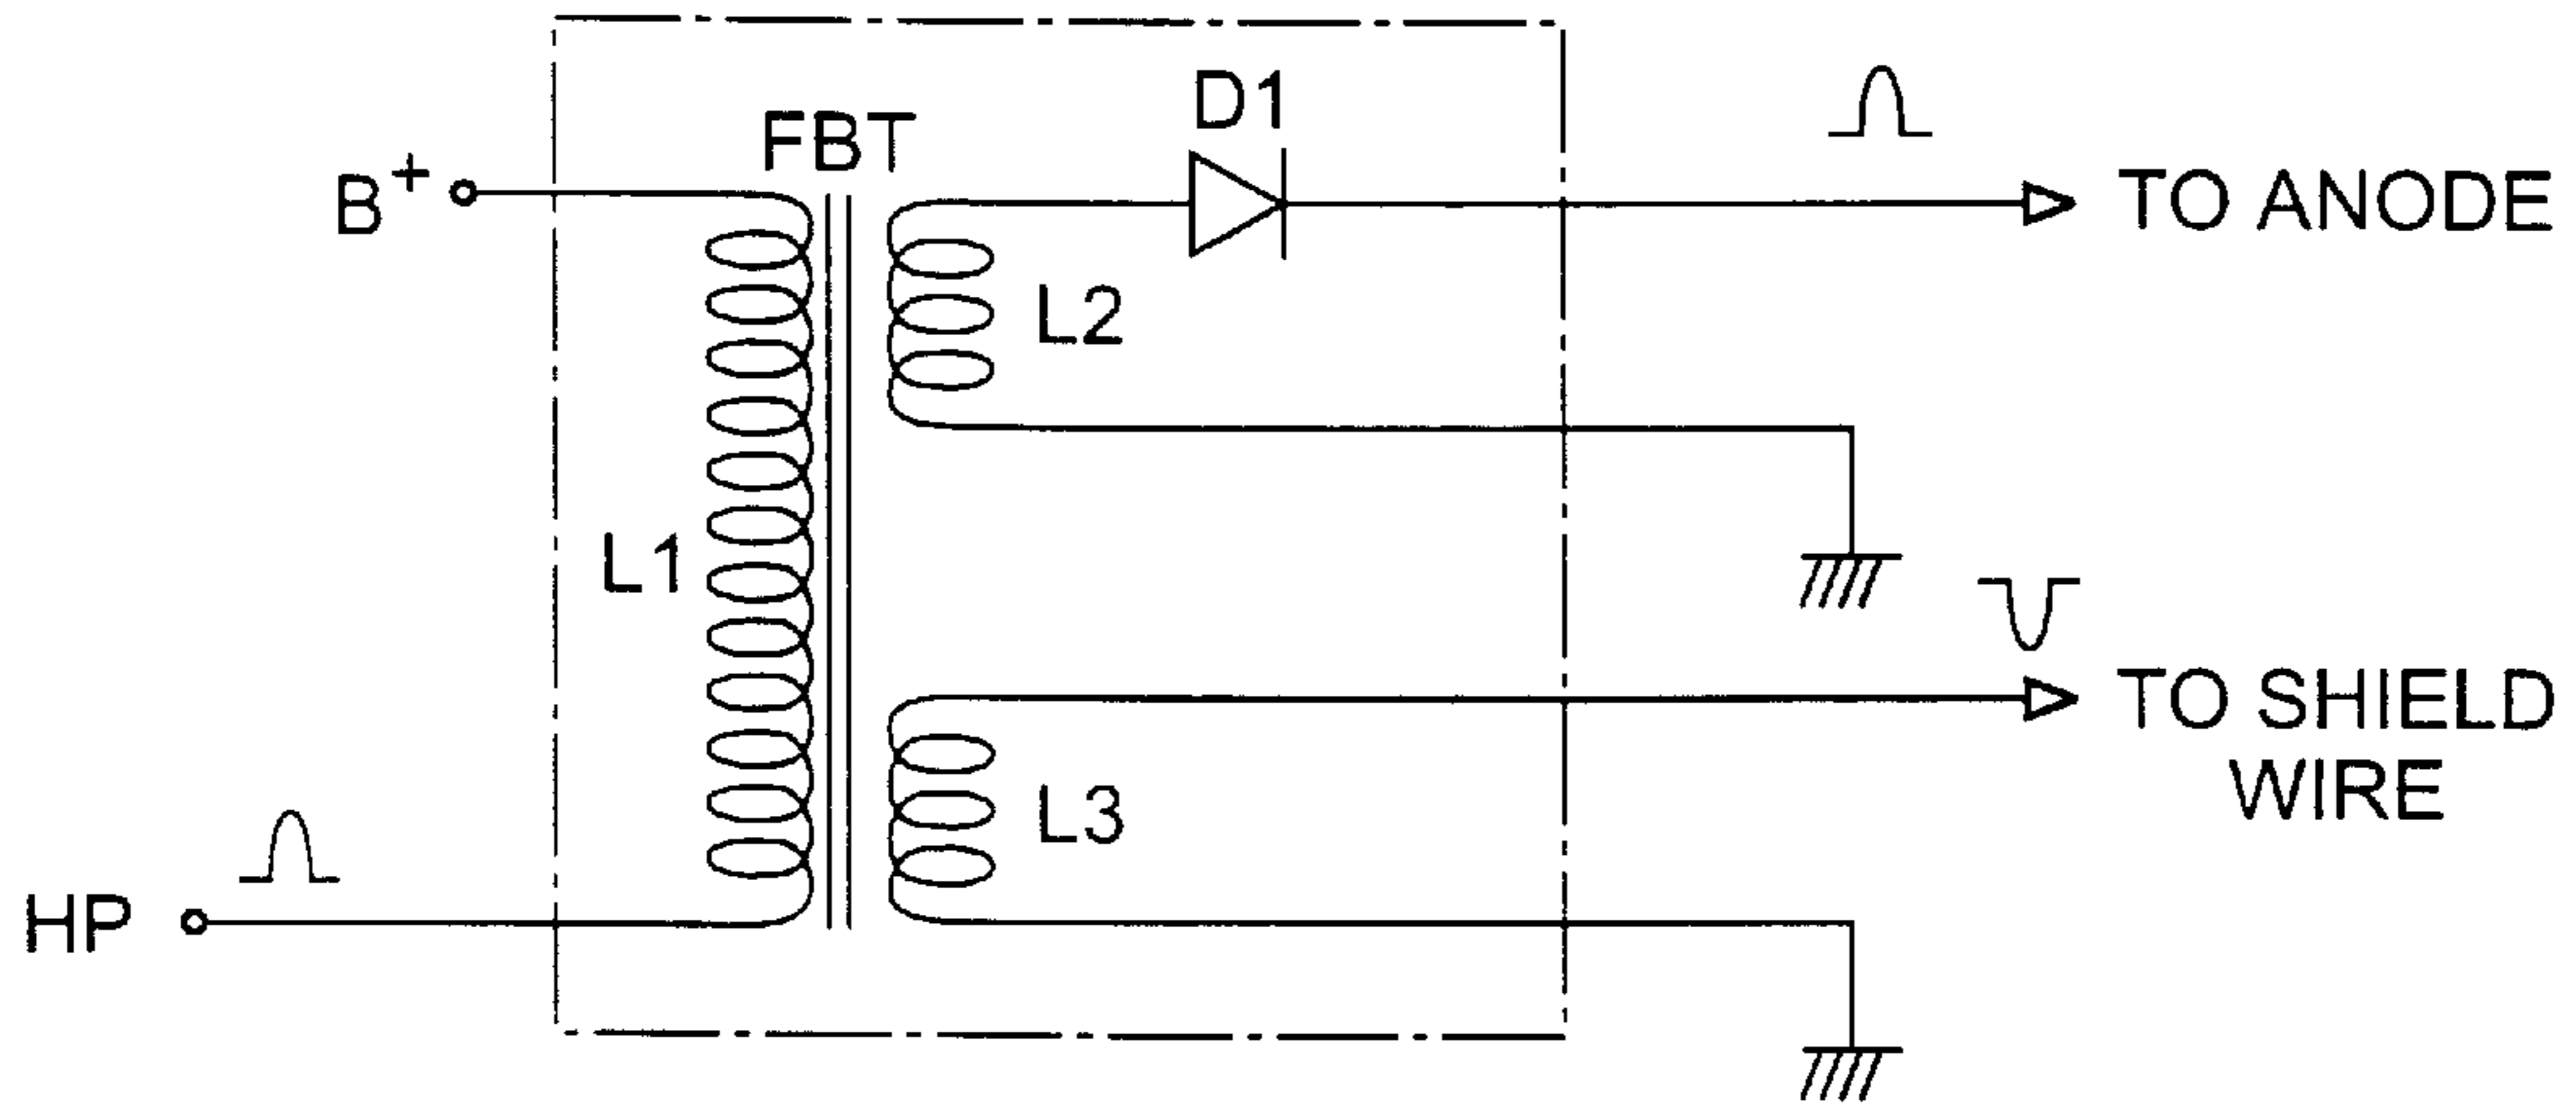 D1
FBT
B+
TO ANODE
L2
L1
TO SHIELD
WIRE
L3
HP